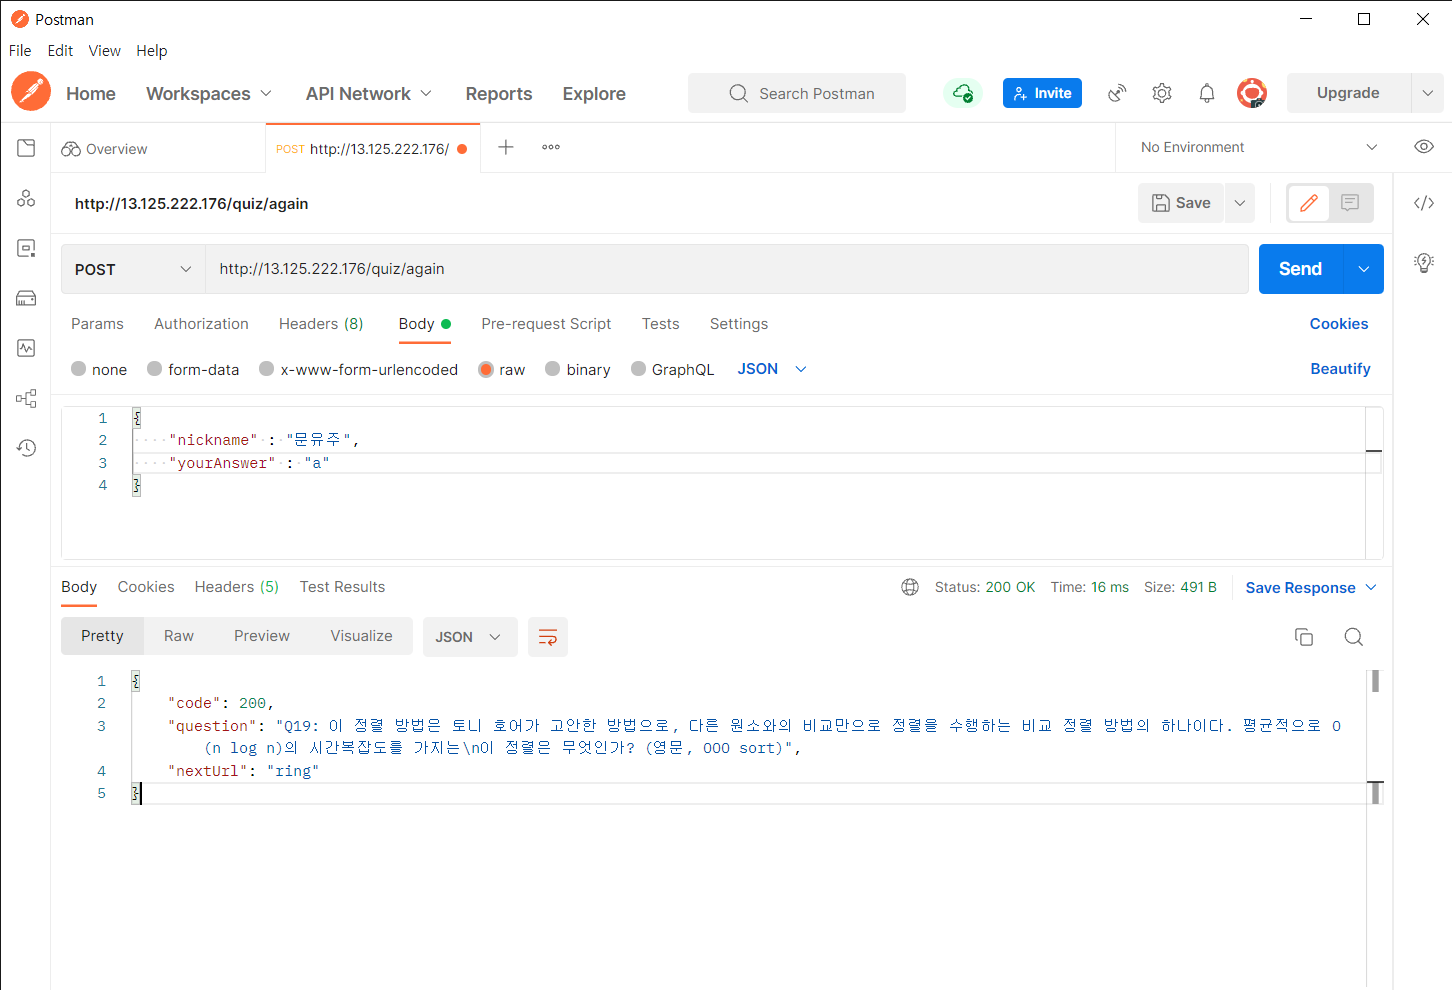 Postman
File Edit View Help
Home Workspaces API Network Reports Explore Search Postman Invite Upgrade
Overview POST http://13.125.222.176/ No Environment
http://13.125.222.176/quiz/again Save
POST http://13.125.222.176/quiz/again Send
Params Authorization Headers (8) Body Pre-request Script Tests Settings Cookies
none form-data x-www-form-urlencoded raw binary GraphQL JSON Beautify
1 {
2 "nickname" : "문유주",
3 "yourAnswer" : "a"
4 }
Body Cookies Headers (5) Test Results Status: 200 OK Time: 16 ms Size: 491 B Save Response
Pretty Raw Preview Visualize JSON
1 {
2 "code": 200,
3 "question": "Q19: 이 정렬 방법은 토니 호어가 고안한 방법으로, 다른 원소와의 비교만으로 정렬을 수행하는 비교 정렬 방법의 하나이다. 평균적으로 O
(n log n)의 시간복잡도를 가지는\n이 정렬은 무엇인가? (영문, OOO sort)",
4 "nextUrl": "ring"
5 }